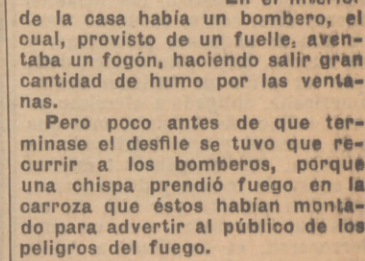 En el interior
de la casa había un bombero, el
cual, provisto de un fuelle, aven-
taba un fogón, haciendo salir gran
cantidad de humo por las venta-
nas.
Pero poco antes de que ter-
minase el desfile se tuvo que re-
currir a los bomberos, porque
una chispa prendió fuego en la
carroza que éstos habían monta-
do para advertir al público de los
peligros del fuego.